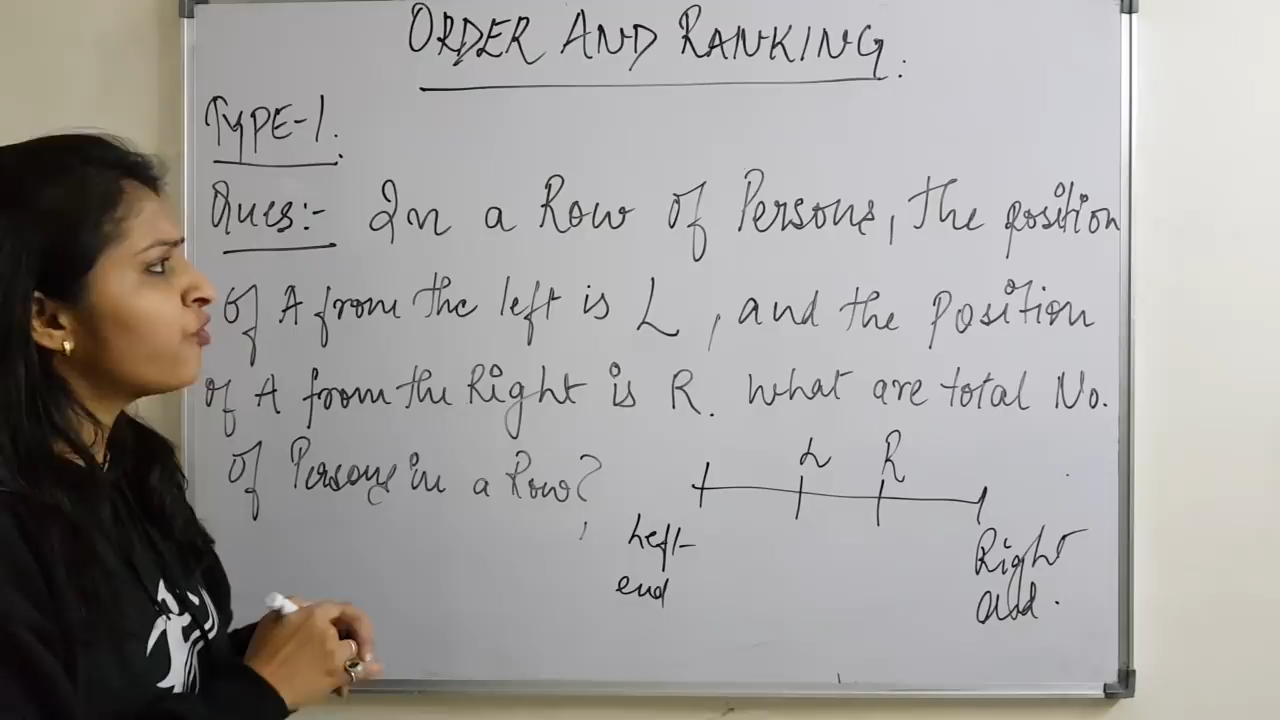 ORDER AND RANKING.
TYPE-1.
Ques:- In a Row of Persons, The position
of A from the left is L, and the Position
of A from the Right is R. What are total No.
of Persons in a Row?
L R
Left
end
Right
end.